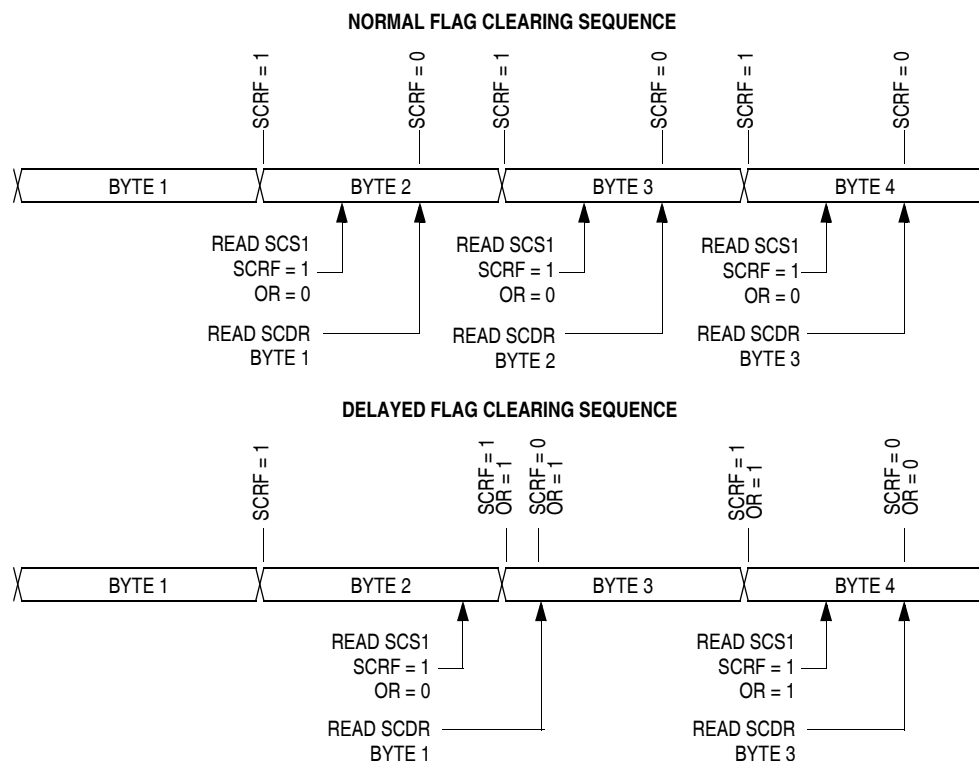 NORMAL FLAG CLEARING SEQUENCE
SCRF = 1
SCRF = 0
SCRF = 1
SCRF = 0
SCRF = 1
SCRF = 0
BYTE 1
BYTE 2
BYTE 3
BYTE 4
READ SCS1
SCRF = 1
OR = 0
READ SCDR
BYTE 1
READ SCS1
SCRF = 1
OR = 0
READ SCDR
BYTE 2
READ SCS1
SCRF = 1
OR = 0
READ SCDR
BYTE 3
DELAYED FLAG CLEARING SEQUENCE
SCRF = 1
SCRF = 1
OR = 1
SCRF = 0
OR = 1
SCRF = 1
OR = 1
SCRF = 0
OR = 0
BYTE 1
BYTE 2
BYTE 3
BYTE 4
READ SCS1
SCRF = 1
OR = 0
READ SCDR
BYTE 1
READ SCS1
SCRF = 1
OR = 1
READ SCDR
BYTE 3